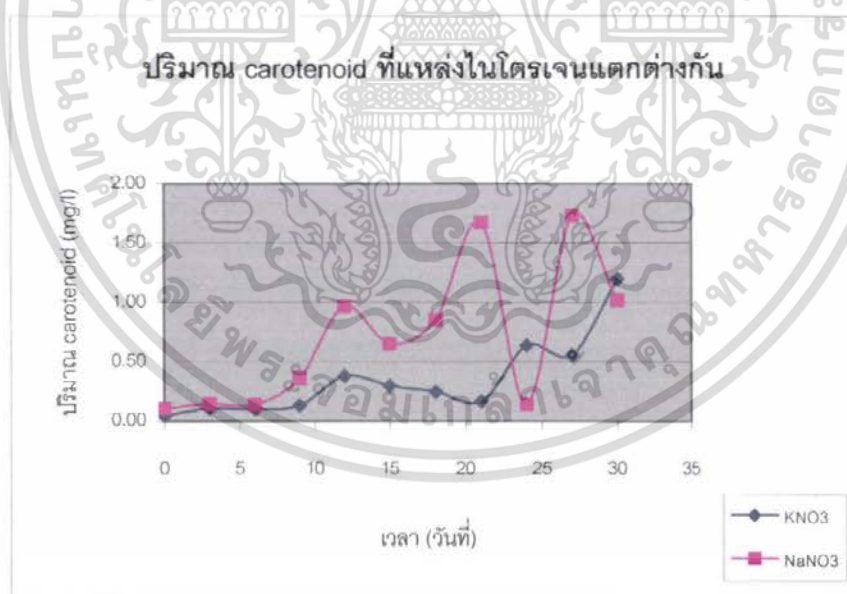 ปริมาณ carotenoid ที่แหล่งไนโตรเจนแตกต่างกัน
ปริมาณ carotenoid (mg/l)
2.00
1.50
1.00
0.50
0.00
0 5 10 15 20 25 30 35
เวลา (วันที่)
KNO3
NaNO3